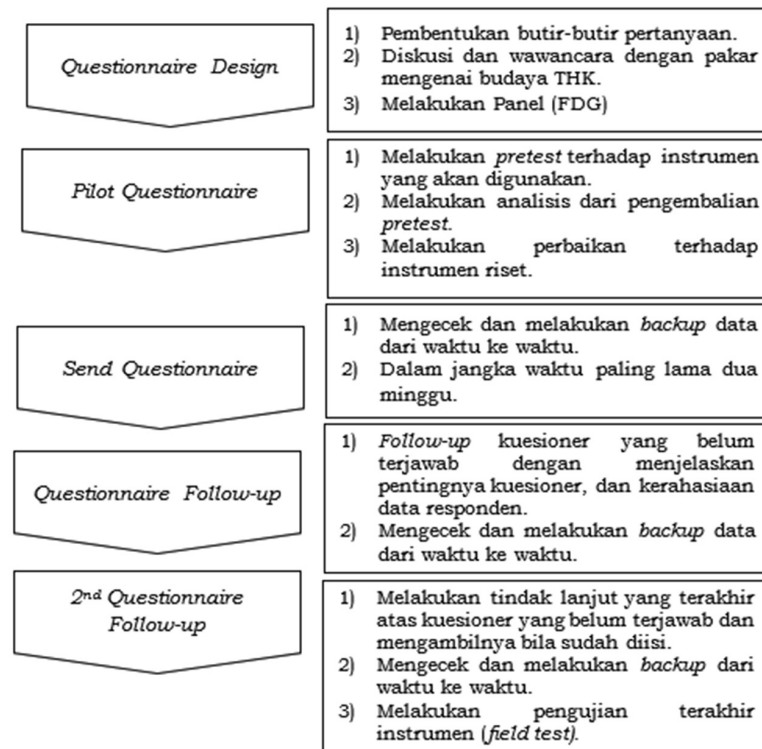 Questionnaire Design
1) Pembentukan butir-butir pertanyaan.
2) Diskusi dan wawancara dengan pakar
mengenai budaya THK.
3) Melakukan Panel (FDG)
Pilot Questionnaire
1) Melakukan pretest terhadap instrumen
yang akan digunakan.
2) Melakukan analisis dari pengembalian
pretest.
3) Melakukan perbaikan terhadap
instrumen riset.
Send Questionnaire
1) Mengecek dan melakukan backup data
dari waktu ke waktu.
2) Dalam jangka waktu paling lama dua
minggu.
Questionnaire Follow-up
1) Follow-up kuesioner yang belum
terjawab dengan menjelaskan
pentingnya kuesioner, dan kerahasiaan
data responden.
2) Mengecek dan melakukan backup data
dari waktu ke waktu.
2nd Questionnaire
Follow-up
1) Melakukan tindak lanjut yang terakhir
atas kuesioner yang belum terjawab dan
mengambilnya bila sudah diisi.
2) Mengecek dan melakukan backup dari
waktu ke waktu.
3) Melakukan pengujian terakhir
instrumen (field test).